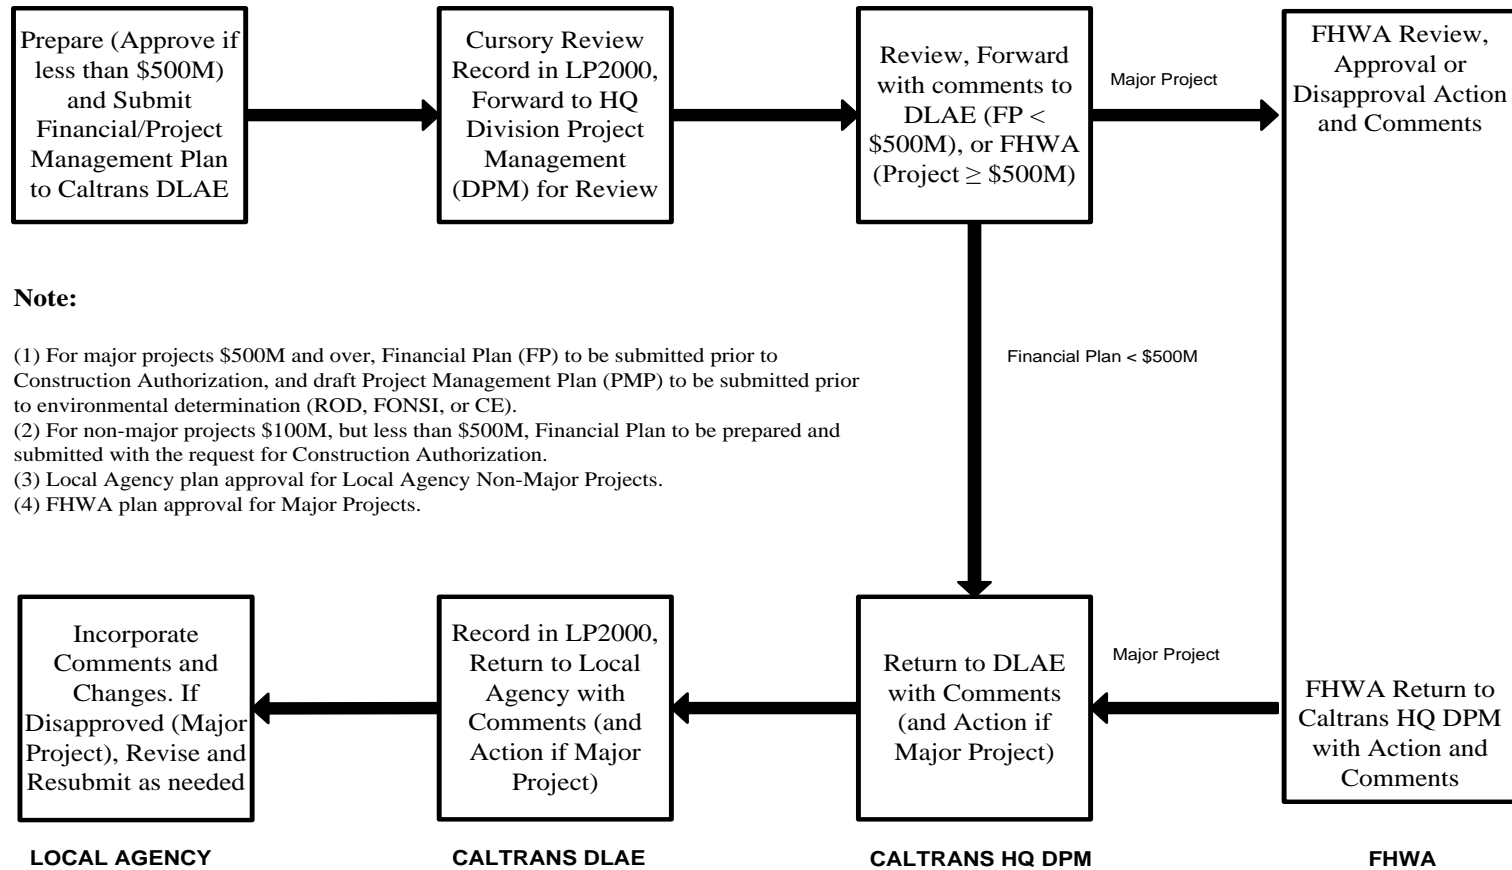 Prepare (Approve if
less than $500M)
and Submit
Financial/Project
Management Plan
to Caltrans DLAE
Cursory Review
Record in LP2000,
Forward to HQ
Division Project
Management
(DPM) for Review
Review, Forward
with comments to
DLAE (FP <
$500M), or FHWA
(Project ≥ $500M)
Major Project
FHWA Review,
Approval or
Disapproval Action
and Comments
Note:
(1) For major projects $500M and over, Financial Plan (FP) to be submitted prior to
Construction Authorization, and draft Project Management Plan (PMP) to be submitted prior
to environmental determination (ROD, FONSI, or CE).
(2) For non-major projects $100M, but less than $500M, Financial Plan to be prepared and
submitted with the request for Construction Authorization.
(3) Local Agency plan approval for Local Agency Non-Major Projects.
(4) FHWA plan approval for Major Projects.
Financial Plan < $500M
Incorporate
Comments and
Changes. If
Disapproved (Major
Project), Revise and
Resubmit as needed
Record in LP2000,
Return to Local
Agency with
Comments (and
Action if Major
Project)
Return to DLAE
with Comments
(and Action if
Major Project)
Major Project
FHWA Return to
Caltrans HQ DPM
with Action and
Comments
LOCAL AGENCY
CALTRANS DLAE
CALTRANS HQ DPM
FHWA